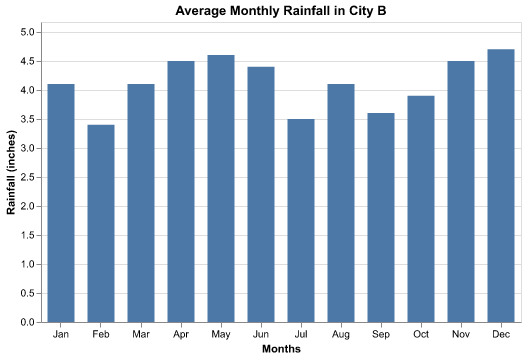 Average Monthly Rainfall in City B
5.0
4.5
4.0
3.5
3.0
2.5
2.0
1.5
1.0
0.5
0.0
Rainfall (inches)
Jan Feb Mar Apr May Jun Jul Aug Sep Oct Nov Dec
Months